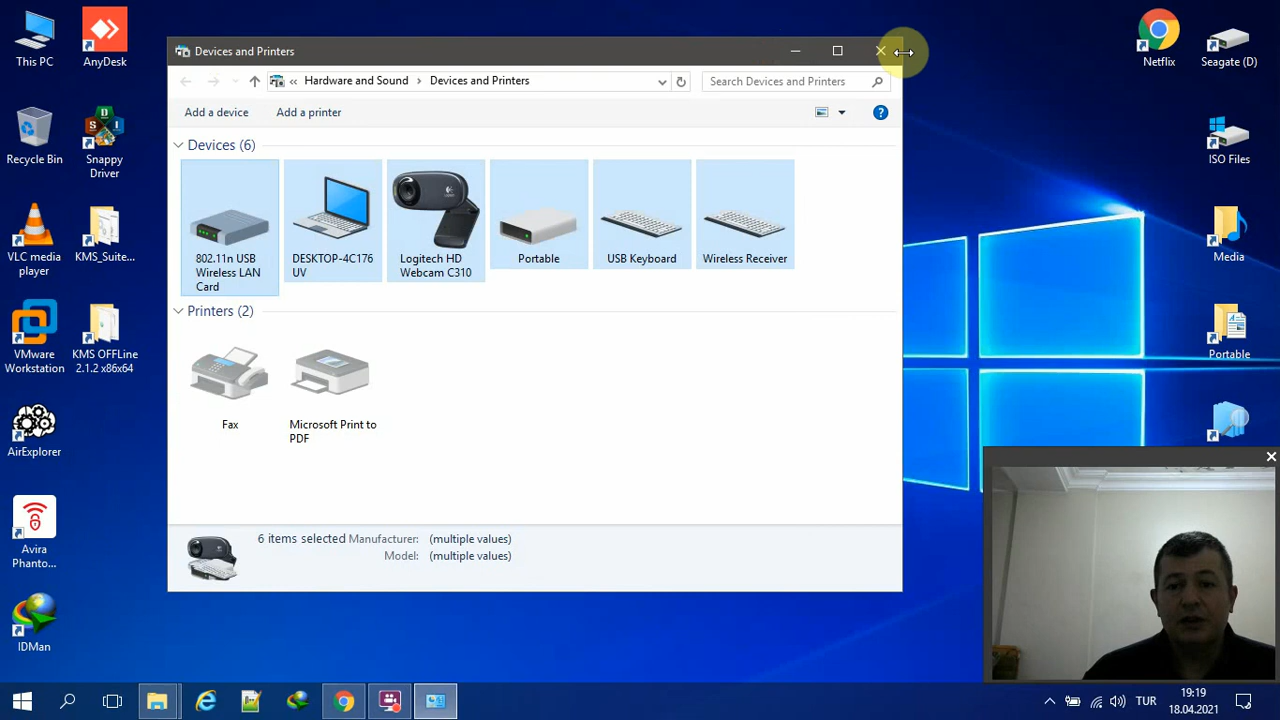 This PC
AnyDesk
Recycle Bin
Snappy
Driver
VLC media
player
KMS_Suite...
VMware
Workstation
KMS OFFLine
2.1.2 x86x64
AirExplorer
Avira
Phanto...
IDMan
Devices and Printers
« Hardware and Sound › Devices and Printers
Search Devices and Printers
Add a device
Add a printer
Devices (6)
802.11n USB
Wireless LAN
Card
DESKTOP-4C176
UV
Logitech HD
Webcam C310
Portable
USB Keyboard
Wireless Receiver
Printers (2)
Fax
Microsoft Print to
PDF
6 items selected Manufacturer: (multiple values)
Model: (multiple values)
Netflix
Seagate (D)
ISO Files
Media
Portable
TUR
19:19
18.04.2021